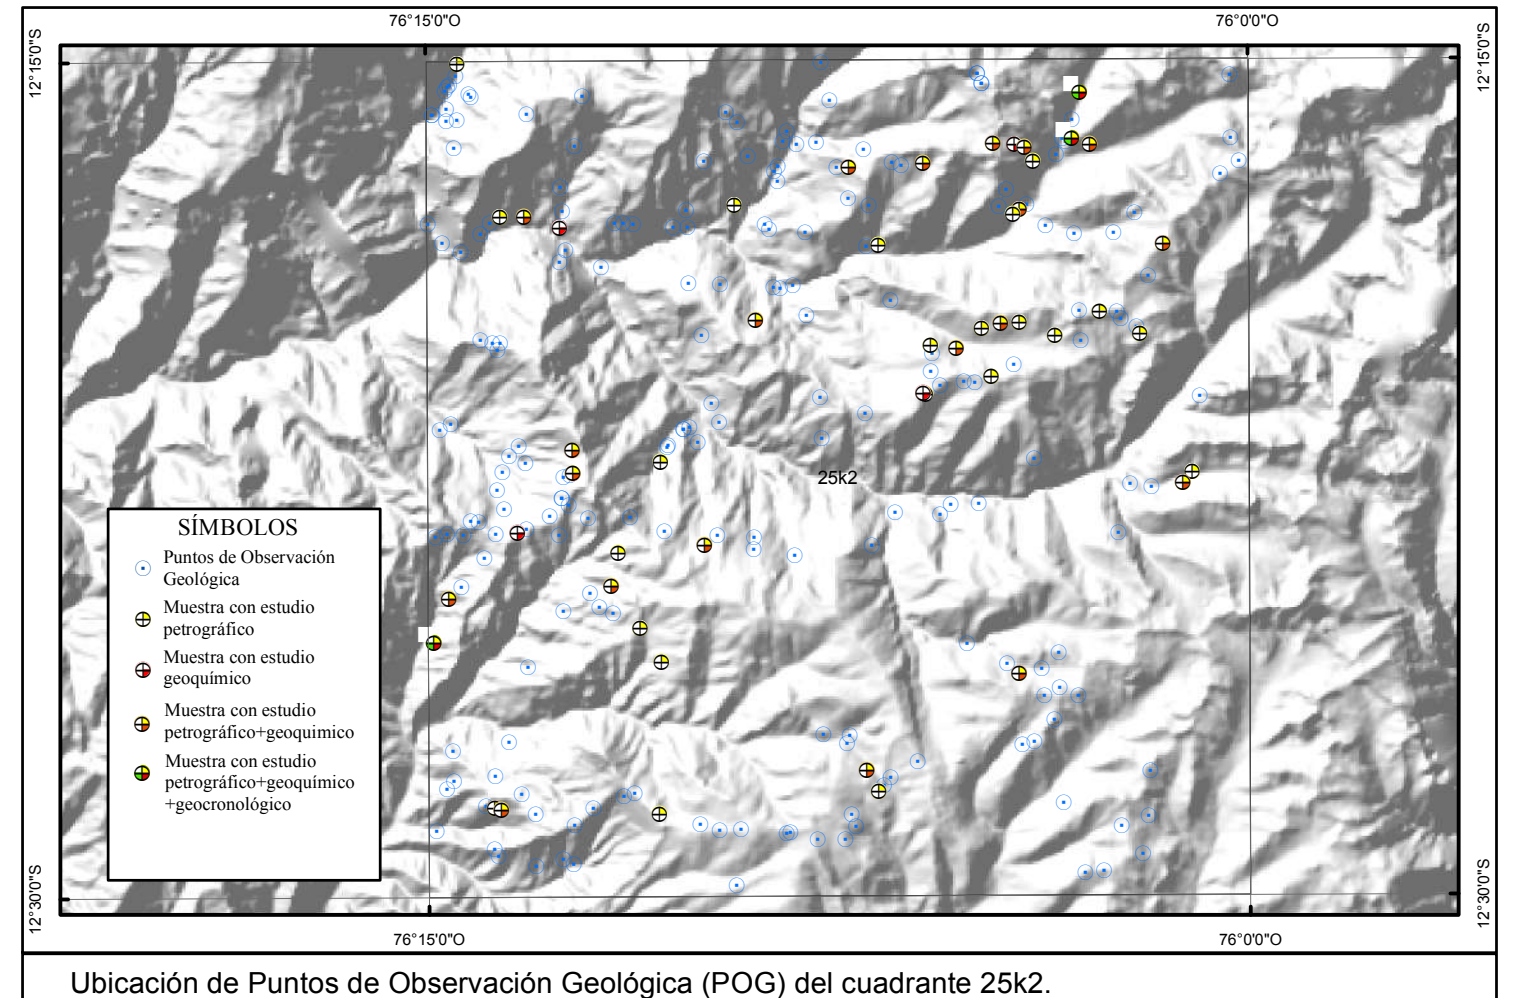 76°15'0"O
76°0'0"O
12°15'0"S
12°15'0"S
25k2
SÍMBOLOS
Puntos de Observación
Geológica
Muestra con estudio
petrográfico
Muestra con estudio
geoquímico
Muestra con estudio
petrográfico+geoquimico
Muestra con estudio
petrográfico+geoquímico
+geocronológico
12°30'0"S
12°30'0"S
76°15'0"O
76°0'0"O
Ubicación de Puntos de Observación Geológica (POG) del cuadrante 25k2.